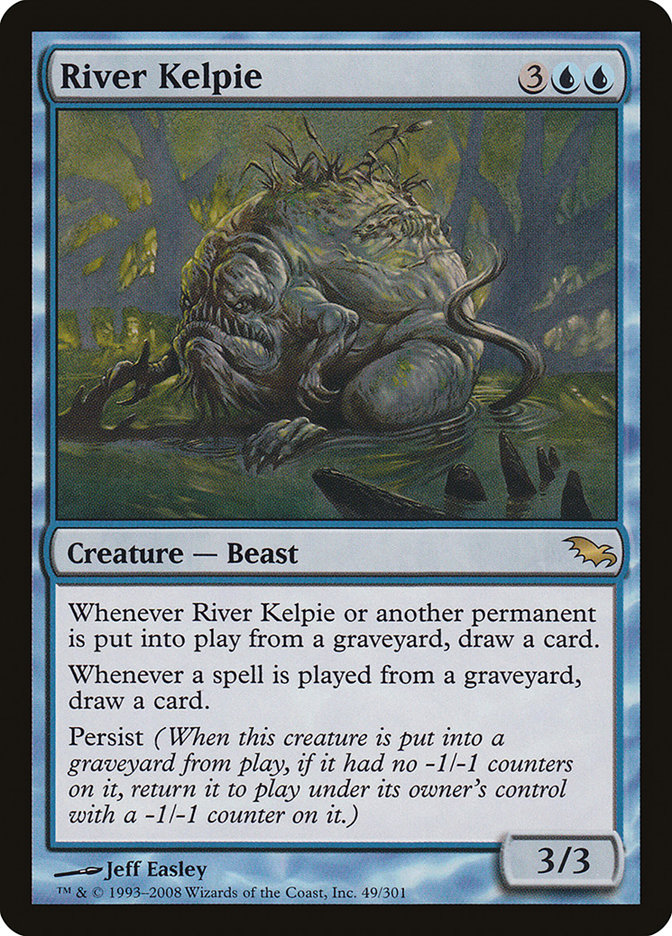 River Kelpie 3
Creature — Beast
Whenever River Kelpie or another permanent
is put into play from a graveyard, draw a card.
Whenever a spell is played from a graveyard,
draw a card.
Persist (When this creature is put into a
graveyard from play, if it had no -1/-1 counters
on it, return it to play under its owner's control
with a -1/-1 counter on it.)
3/3
Jeff Easley
™ & © 1993–2008 Wizards of the Coast, Inc. 49/301